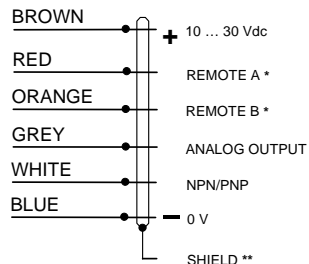 BROWN
+ 10 ... 30 Vdc
RED
REMOTE A *
ORANGE
REMOTE B *
GREY
ANALOG OUTPUT
WHITE
NPN/PNP
BLUE
– 0 V
SHIELD **